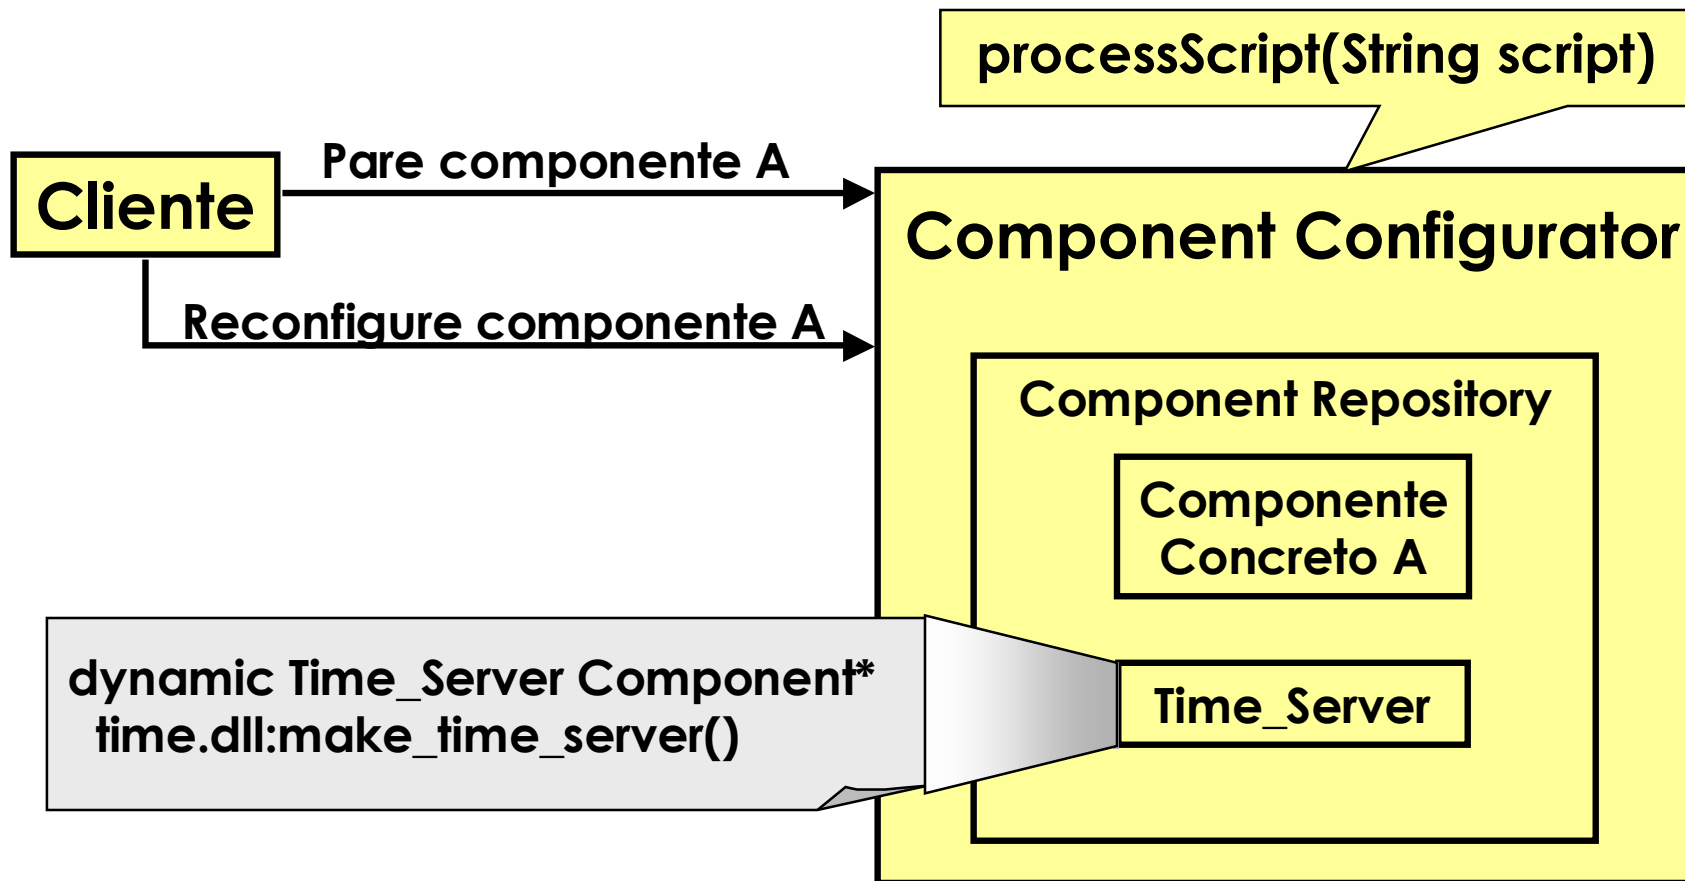 processScript(String script)
Pare componente A
Cliente
Component Configurator
Reconfigure componente A
Component Repository
Componente
Concreto A
dynamic Time_Server Component*
time.dll:make_time_server()
Time_Server